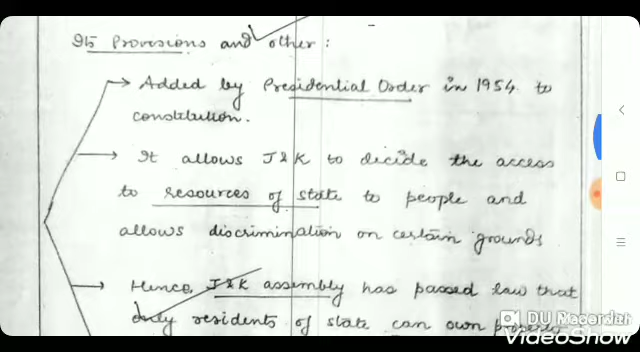 Its Provisions and other :
→ Added by Presidential Order in 1954 to
constitution.
→ It allows J & K to decide the access
to resources of state to people and
allows discrimination on certain grounds
→ Hence, J&K assembly has passed law that
only residents of state can own property
DU Recorder
VideoShow